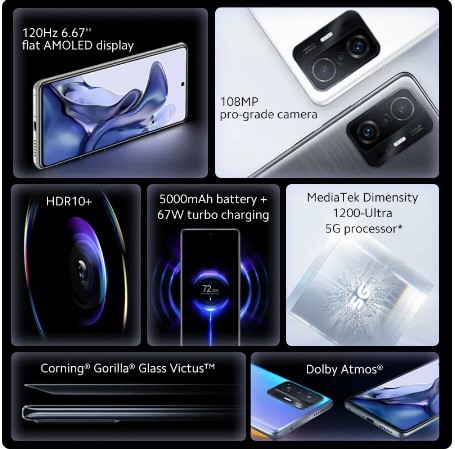 120Hz 6.67''
flat AMOLED display
108MP
pro-grade camera
HDR10+
5000mAh battery +
67W turbo charging
72
MediaTek Dimensity
1200-Ultra
5G processor*
5G
Corning® Gorilla® Glass Victus™
Dolby Atmos®